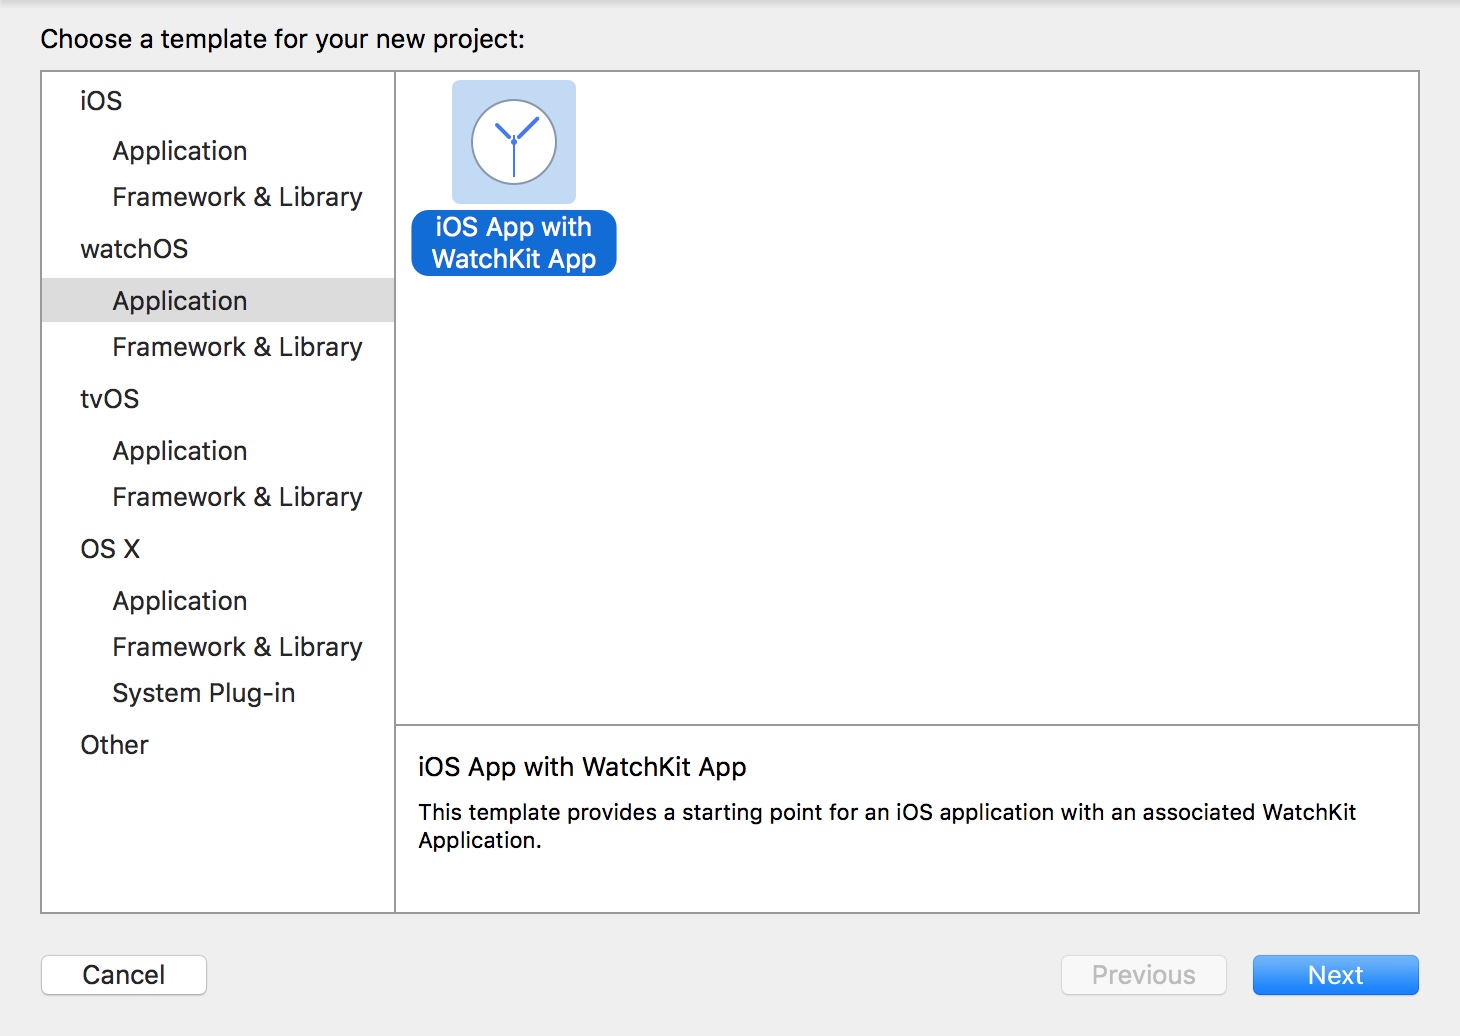 Choose a template for your new project:
iOS
Application
Framework & Library
watchOS
Application
Framework & Library
tvOS
Application
Framework & Library
OS X
Application
Framework & Library
System Plug-in
Other
iOS App with
WatchKit App
iOS App with WatchKit App
This template provides a starting point for an iOS application with an associated WatchKit
Application.
Cancel
Previous
Next